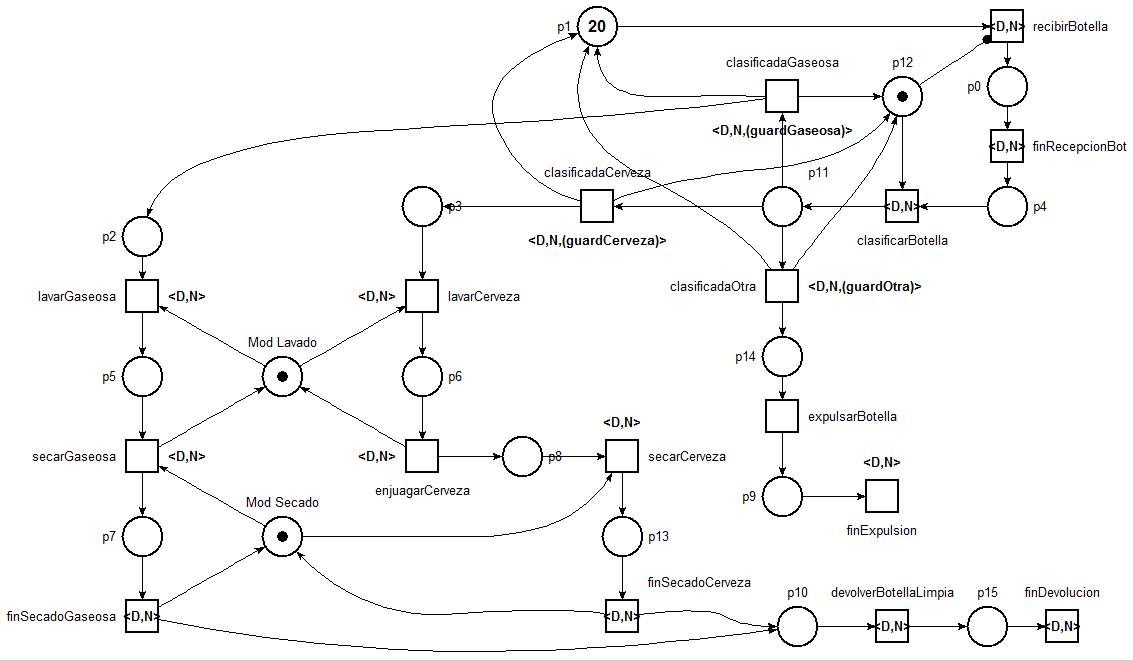 p1
20
<D,N>
recibirBotella
clasificadaGaseosa
p12
p0
<D,N,(guardGaseosa)>
<D,N>
finRecepcionBot
clasificadaCerveza
p11
p3
<D,N>
p4
p2
<D,N,(guardCerveza)>
clasificarBotella
lavarGaseosa
<D,N>
<D,N>
lavarCerveza
clasificadaOtra
<D,N,(guardOtra)>
Mod Lavado
p14
p5
p6
expulsarBotella
<D,N>
secarGaseosa
<D,N>
<D,N>
p8
secarCerveza
<D,N>
enjuagarCerveza
p9
Mod Secado
finExpulsion
p7
p13
finSecadoCerveza
p10
devolverBotellaLimpia
p15
finDevolucion
finSecadoGaseosa
<D,N>
<D,N>
<D,N>
<D,N>